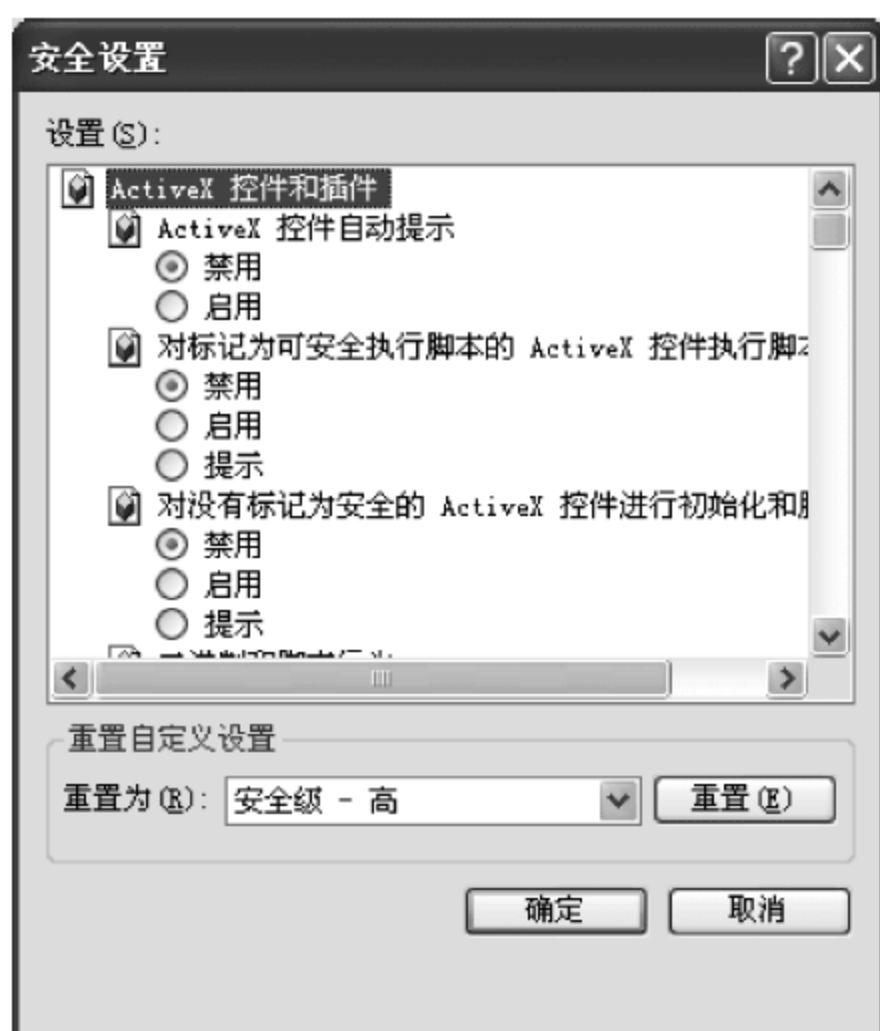 安全设置
设置(S):
ActiveX 控件和插件
ActiveX 控件自动提示
禁用
启用
对标记为可安全执行脚本的 ActiveX 控件执行脚
禁用
启用
提示
对没有标记为安全的 ActiveX 控件进行初始化和
禁用
启用
提示
重置自定义设置
重置为(R): 安全级 - 高 重置(E)
确定 取消